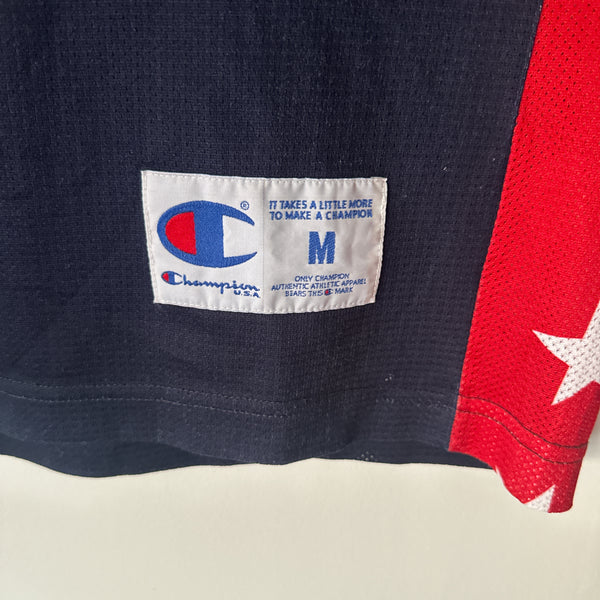 ®
IT TAKES A LITTLE MORE
TO MAKE A CHAMPION
M
Champion
U.S.A.
ONLY CHAMPION
AUTHENTIC ATHLETIC APPAREL
BEARS THIS C MARK